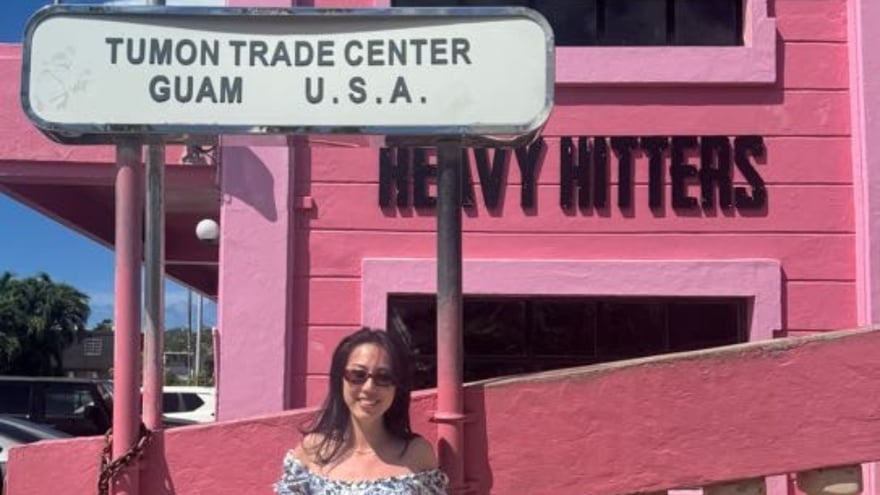 TUMON TRADE CENTER
GUAM U.S.A.
HEAVY HITTERS